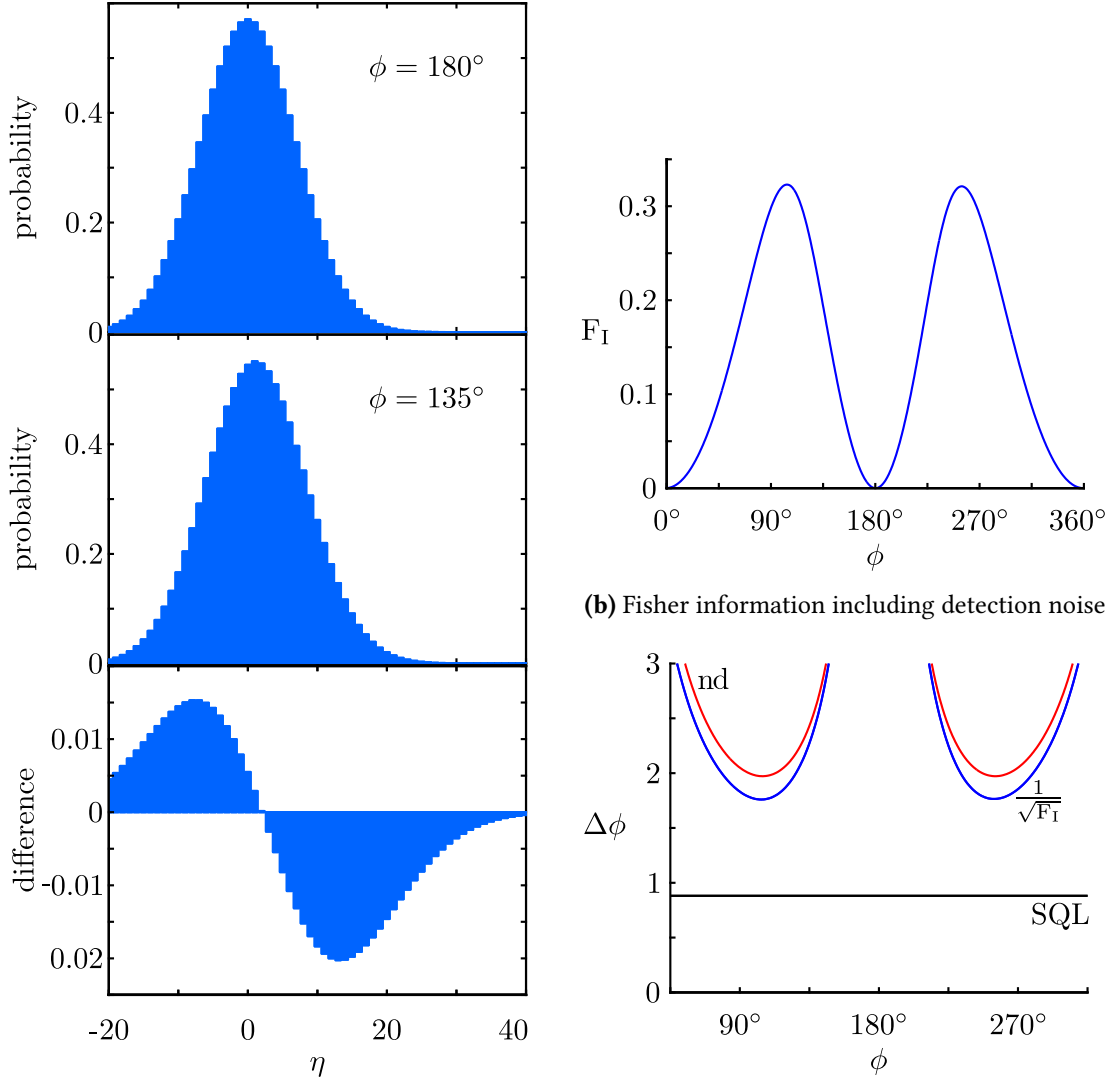 probability
0.4
0.2
0
ϕ = 180°
probability
0.4
0.2
0
ϕ = 135°
difference
0.01
0
-0.01
0.02
-20
0
20
40
η
F_I
0.3
0.2
0.1
0
0°
90°
180°
270°
360°
ϕ
(b) Fisher information including detection noise
Δϕ
3
2
1
0
nd
1/√F_I
SQL
90°
180°
270°
ϕ